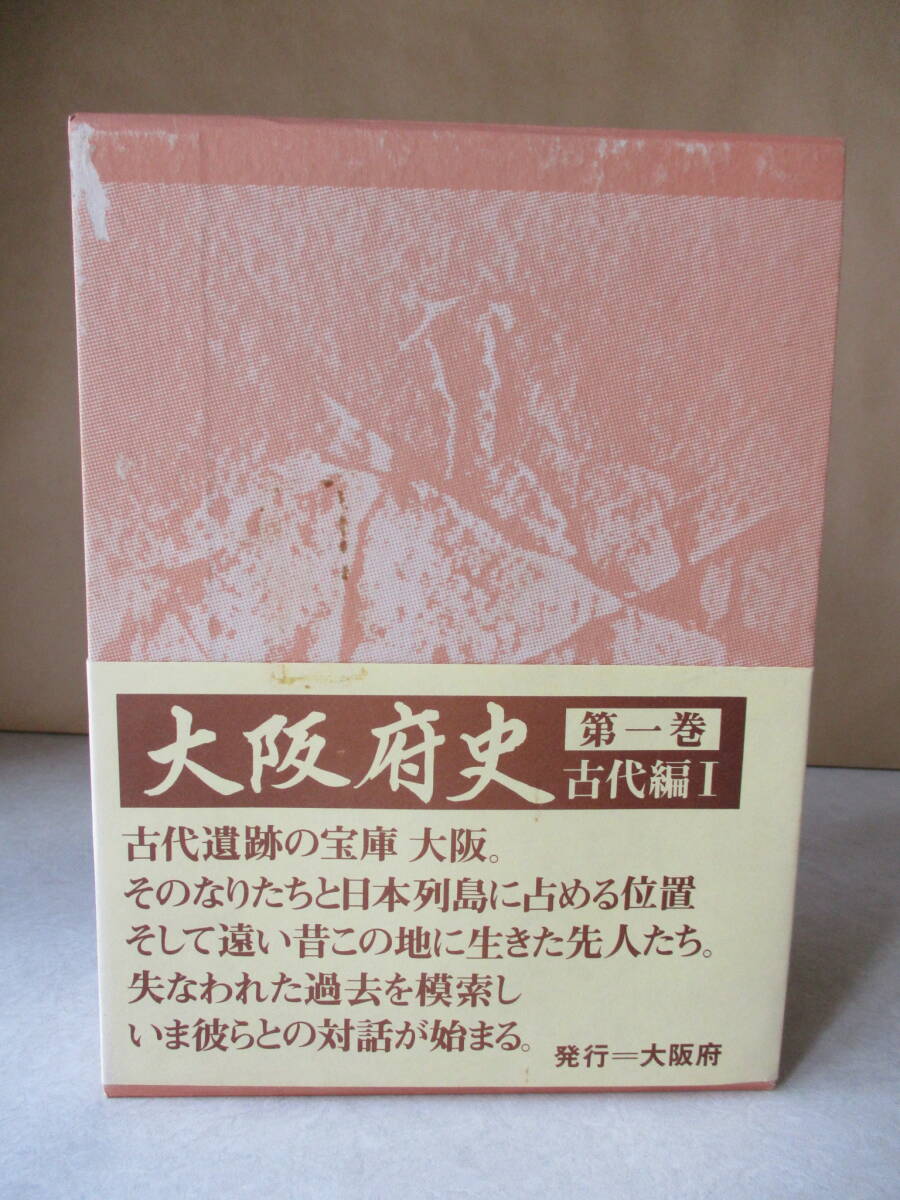 大阪府史
第一巻
古代編I
古代遺跡の宝庫 大阪。
そのなりたちと日本列島に占める位置
そして遠い昔この地に生きた先人たち。
失なわれた過去を模索し
いま彼らとの対話が始まる。
発行＝大阪府